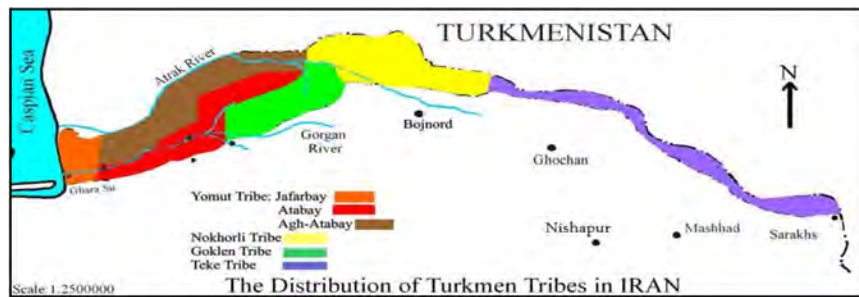 TURKMENISTAN
Caspian Sea
Atrak River
N
Bojnord
Gorgan
River
Ghochan
Ghara Su
Yomut Tribe: Jafarbay
Atabay
Agh-Atabay
Nokhorli Tribe
Goklen Tribe
Teke Tribe
Nishapur
Mashhad
Sarakhs
Scale:1.2500000
The Distribution of Turkmen Tribes in IRAN